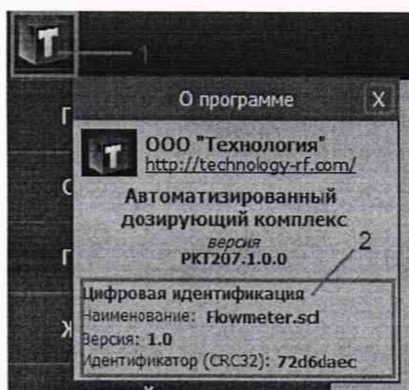 T
1
О программе
X
ООО "Технология"
http://technology-rf.com/
Автоматизированный
дозирующий комплекс
версия
PKT207.1.0.0
2
Цифровая идентификация
Наименование: Flowmeter.scl
Версия: 1.0
Идентификатор (CRC32): 72d6daec